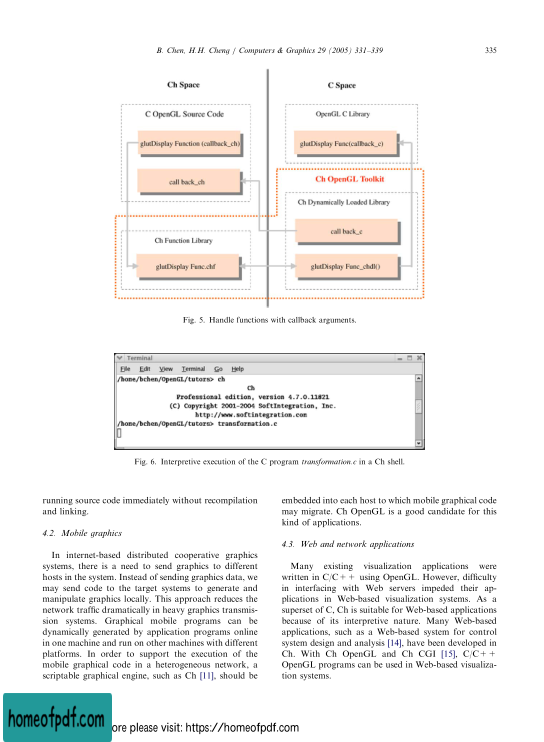 B. Chen, H.H. Cheng / Computers & Graphics 29 (2005) 331–339
335
Ch Space
C Space
C OpenGL Source Code
OpenGL C Library
glutDisplay Function (callback_ch)
glutDisplay Func(callback_c)
call back_ch
Ch OpenGL Toolkit
Ch Dynamically Loaded Library
call back_c
Ch Function Library
glutDisplay Func.chf
glutDisplay Func_chdl()
Fig. 5. Handle functions with callback arguments.
Terminal
File Edit View Terminal Go Help
/home/bchen/OpenGL/tutors> ch
Ch
Professional edition, version 4.7.0.11021
(C) Copyright 2001-2004 SoftIntegration, Inc.
http://www.softintegration.com
/home/bchen/OpenGL/tutors> transformation.c
Fig. 6. Interpretive execution of the C program transformation.c in a Ch shell.
running source code immediately without recompilation
and linking.
4.2. Mobile graphics
In internet-based distributed cooperative graphics
systems, there is a need to send graphics to different
hosts in the system. Instead of sending graphics data, we
may send code to the target systems to generate and
manipulate graphics locally. This approach reduces the
network traffic dramatically in heavy graphics transmis-
sion systems. Graphical mobile programs can be
dynamically generated by application programs online
in one machine and run on other machines with different
platforms. In order to support the execution of the
mobile graphical code in a heterogeneous network, a
scriptable graphical engine, such as Ch [11], should be
embedded into each host to which mobile graphical code
may migrate. Ch OpenGL is a good candidate for this
kind of applications.
4.3. Web and network applications
Many existing visualization applications were
written in C/C++ using OpenGL. However, difficulty
in interfacing with Web servers impeded their ap-
plications in Web-based visualization systems. As a
superset of C, Ch is suitable for Web-based applications
because of its interpretive nature. Many Web-based
applications, such as a Web-based system for control
system design and analysis [14], have been developed in
Ch. With Ch OpenGL and Ch CGI [15], C/C++
OpenGL programs can be used in Web-based visualiza-
tion systems.
homeofpdf.com
ore please visit: https://homeofpdf.com